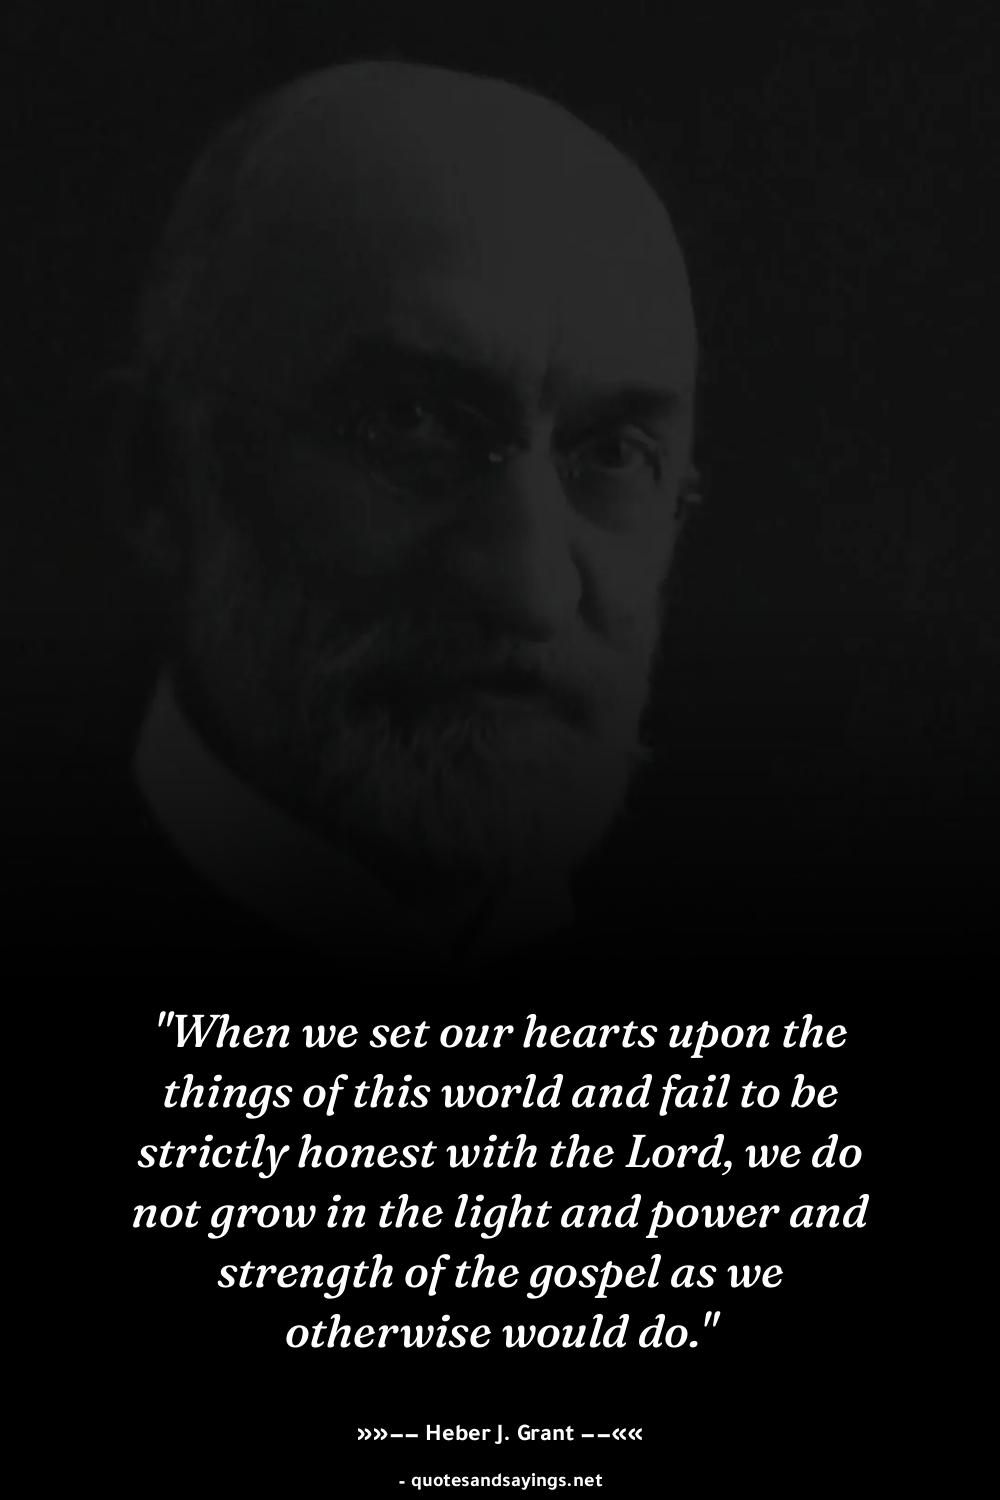 "When we set our hearts upon the
things of this world and fail to be
strictly honest with the Lord, we do
not grow in the light and power and
strength of the gospel as we
otherwise would do."
»»−− Heber J. Grant −−««
- quotesandsayings.net